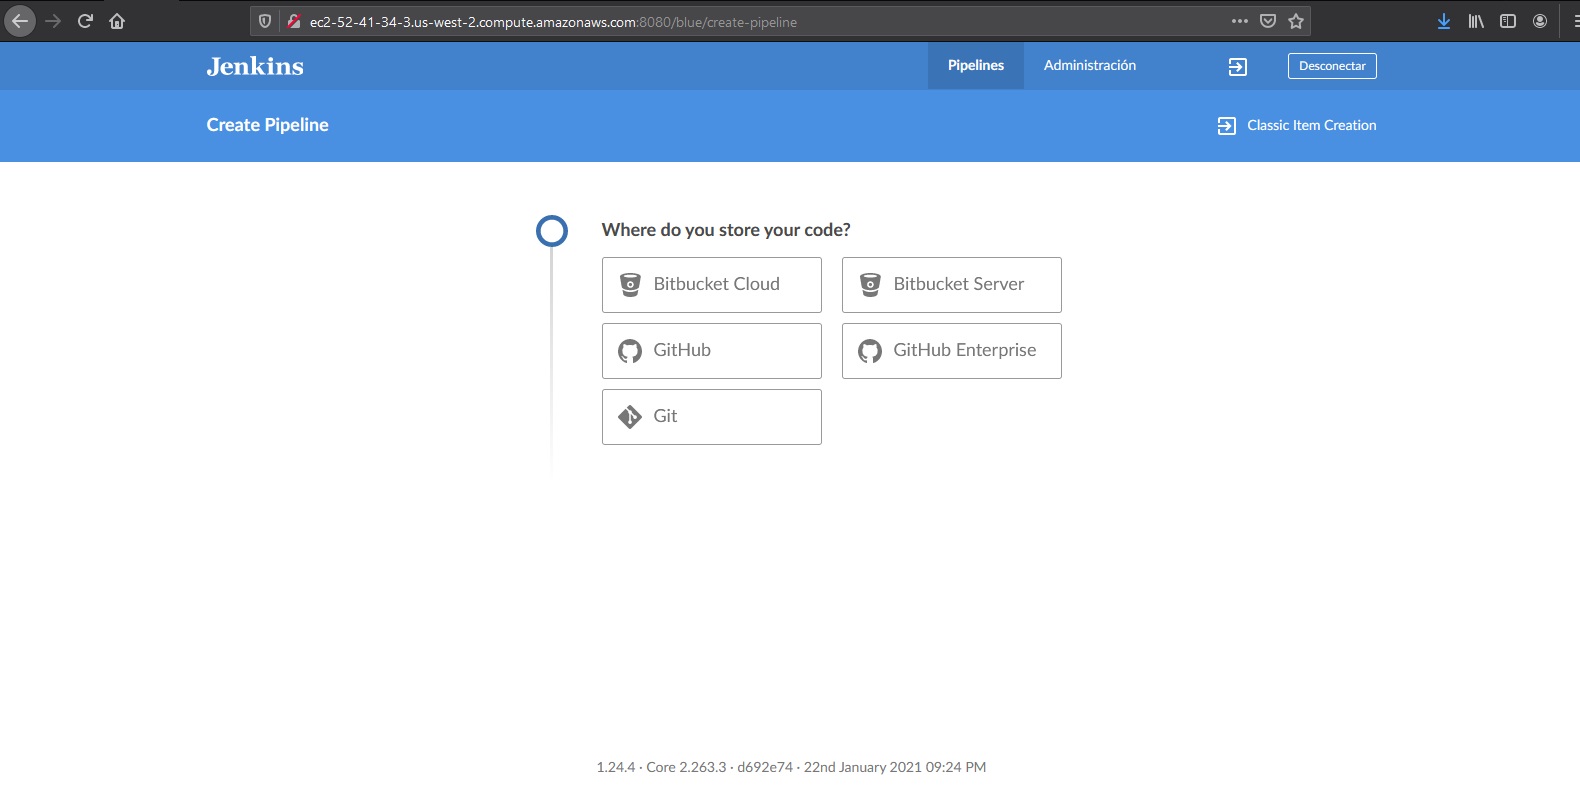 ec2-52-41-34-3.us-west-2.compute.amazonaws.com:8080/blue/create-pipeline
Jenkins
Pipelines
Administración
Desconectar
Create Pipeline
Classic Item Creation
Where do you store your code?
Bitbucket Cloud
Bitbucket Server
GitHub
GitHub Enterprise
Git
1.24.4 · Core 2.263.3 · d692e74 · 22nd January 2021 09:24 PM